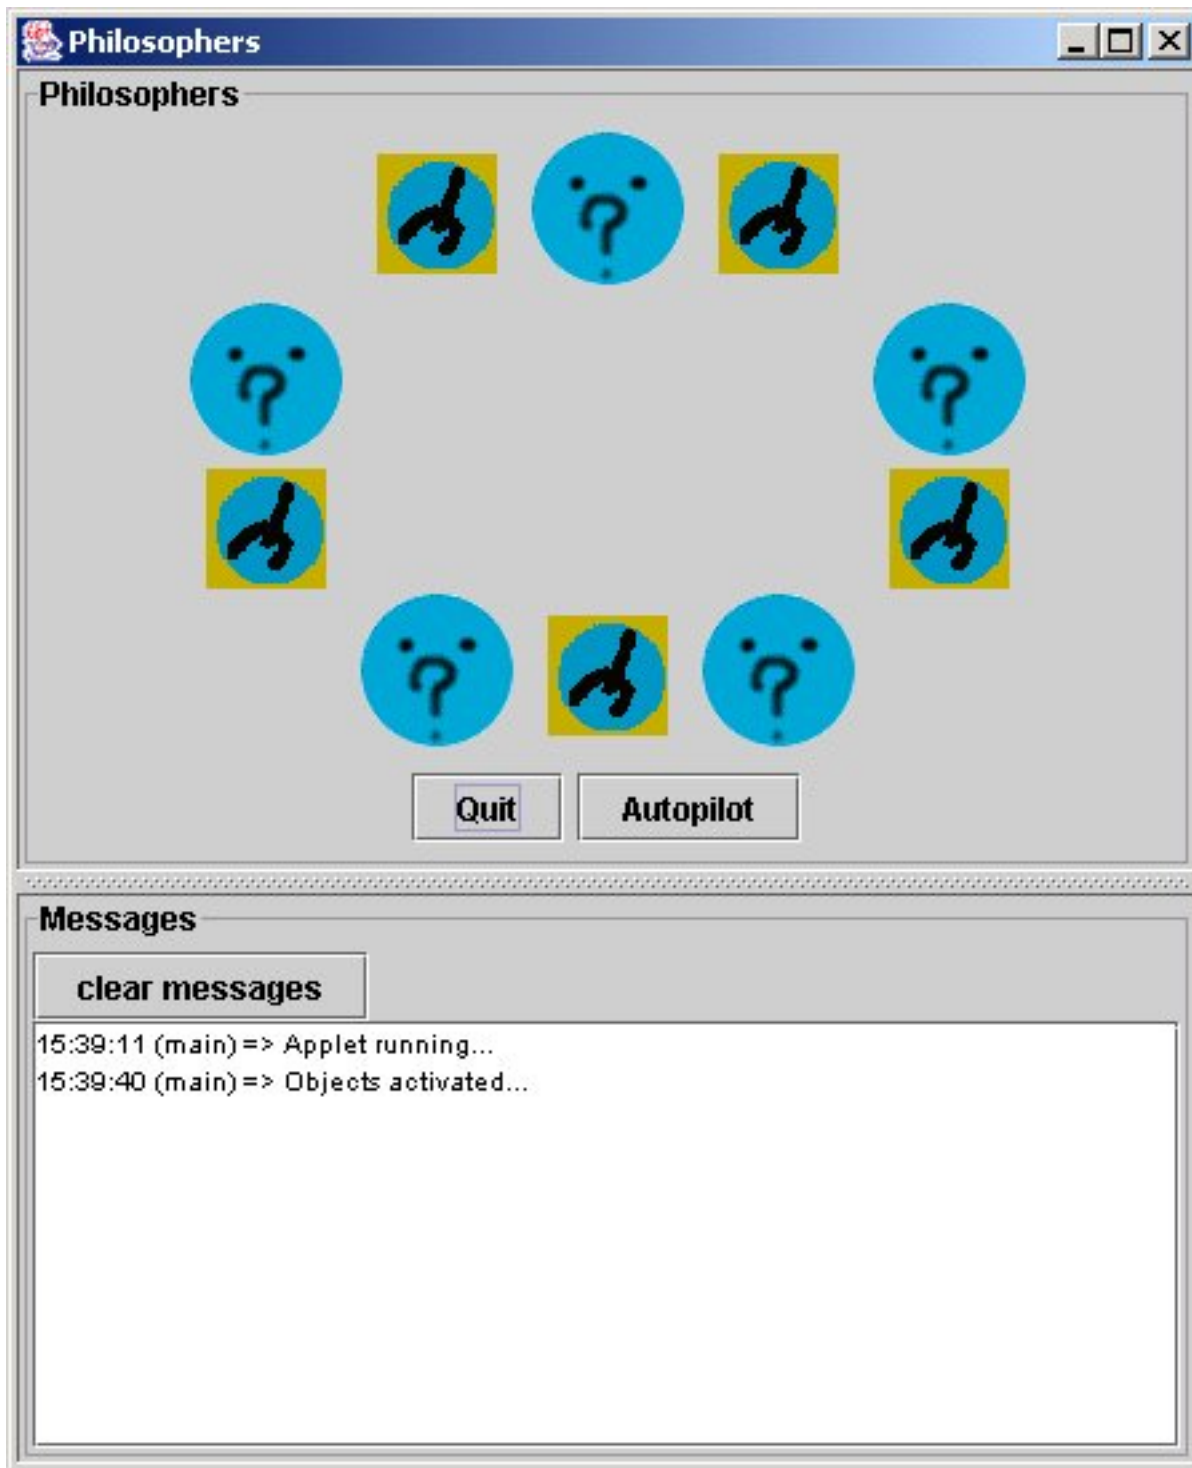 Philosophers
Philosophers
Quit
Autopilot
Messages
clear messages
15:39:11 (main) => Applet running...
15:39:40 (main) => Objects activated...